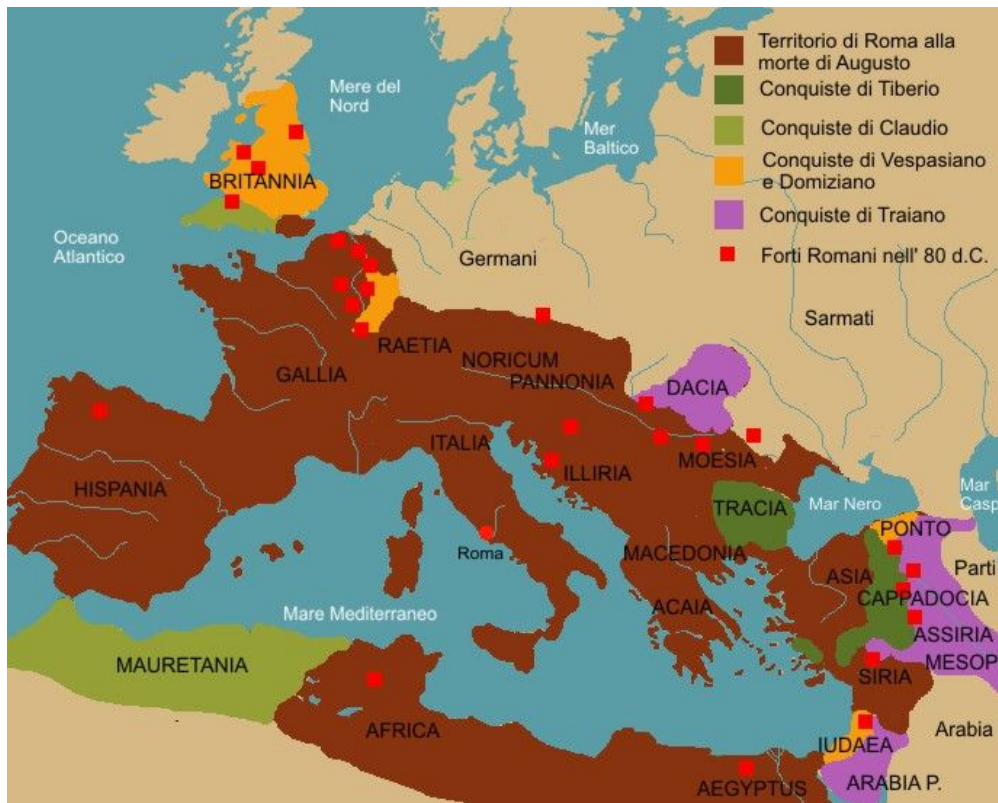 Territorio di Roma alla
morte di Augusto
Conquiste di Tiberio
Conquiste di Claudio
Conquiste di Vespasiano
e Domiziano
Conquiste di Traiano
Forti Romani nell' 80 d.C.
Mere del
Nord
Mer
Baltico
BRITANNIA
Oceano
Atlantico
Germani
Sarmati
RAETIA
NORICUM
GALLIA
PANNONIA
DACIA
ITALIA
MOESIA
ILLIRIA
HISPANIA
Mar
Casp
TRACIA
Mar Nero
PONTO
Roma
MACEDONIA
ASIA
Parti
CAPPADOCIA
Mare Mediterraneo
ACAIA
ASSIRIA
MAURETANIA
MESOP
SIRIA
AFRICA
Arabia
IUDAEA
AEGYPTUS
ARABIA P.